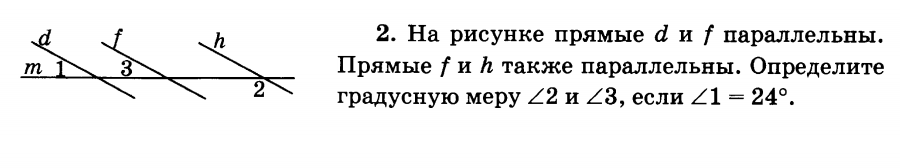 d f h
m 1 3 2
2. На рисунке прямые d и f параллельны.
Прямые f и h также параллельны. Определите
градусную меру ∠2 и ∠3, если ∠1 = 24°.